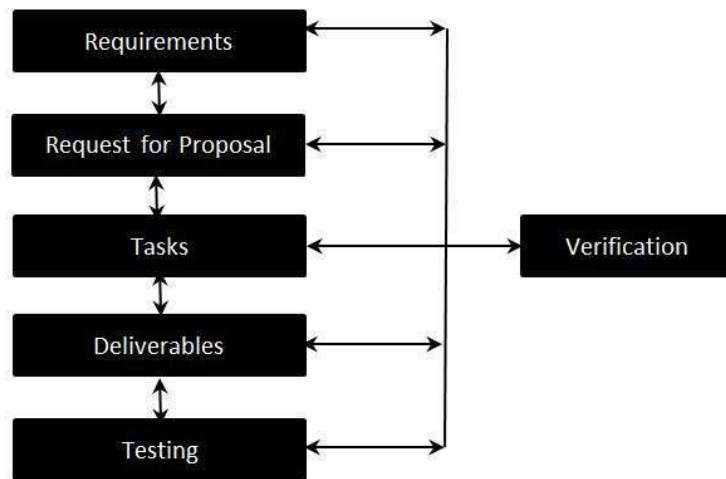 Requirements
Request for Proposal
Tasks
Verification
Deliverables
Testing